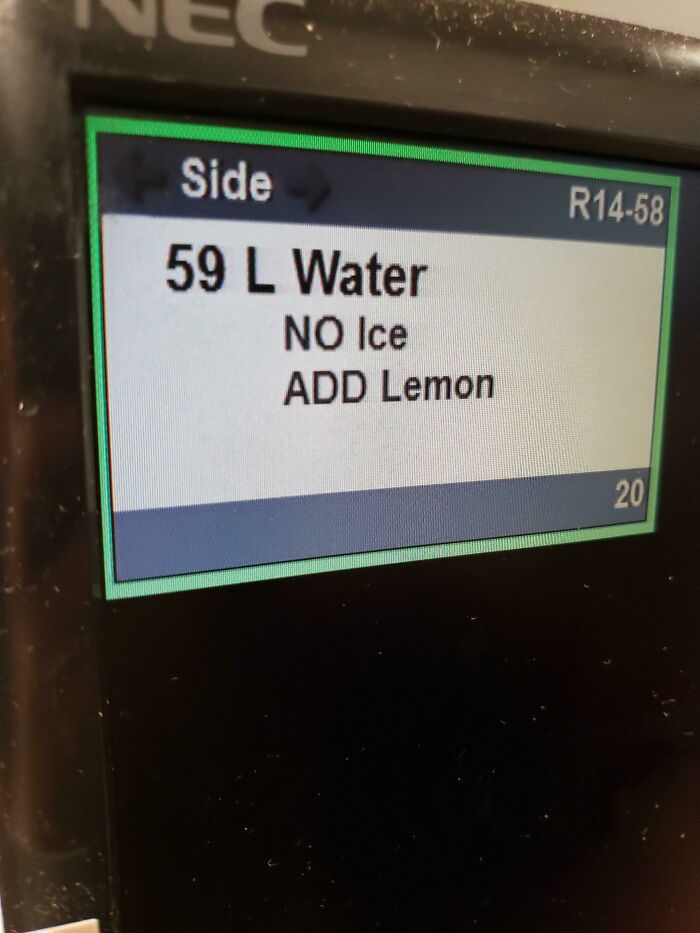 NEC
Side
R14-58
59 L Water
NO Ice
ADD Lemon
20